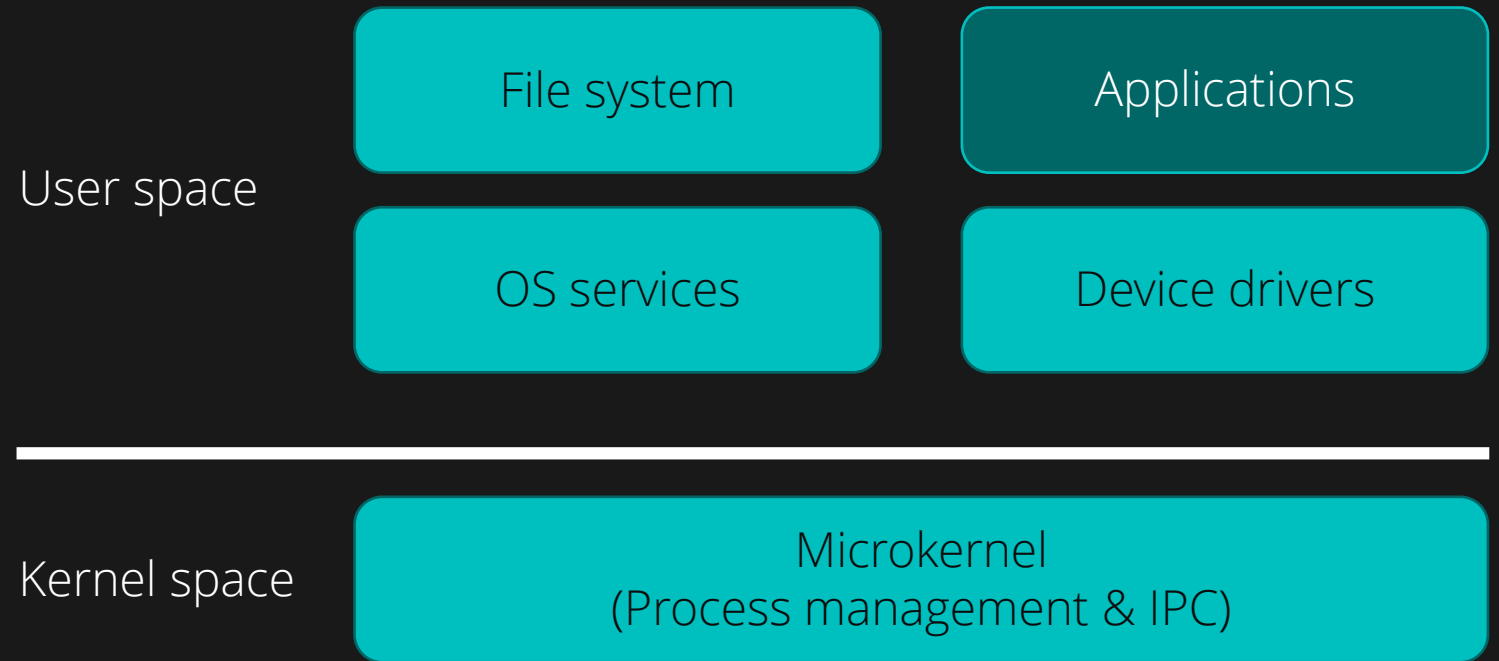 File system
Applications
User space
OS services
Device drivers
Kernel space
Microkernel
(Process management & IPC)